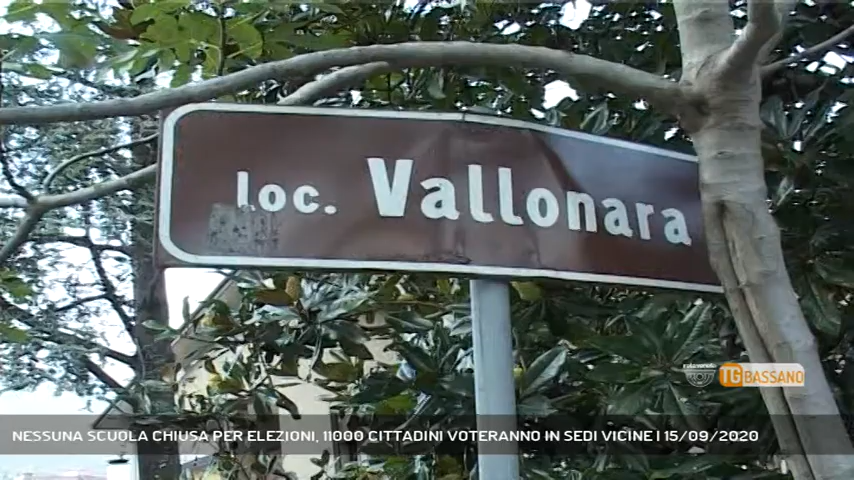 loc. Vallonara
TG BASSANO
NESSUNA SCUOLA CHIUSA PER ELEZIONI, 11000 CITTADINI VOTERANNO IN SEDI VICINE | 15/09/2020